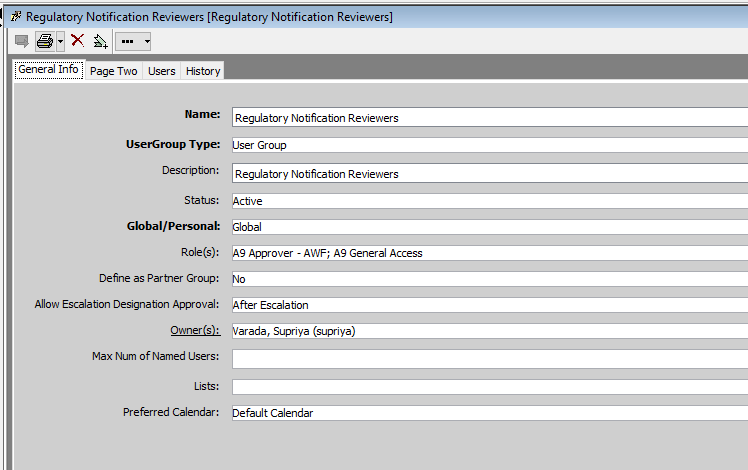 Regulatory Notification Reviewers [Regulatory Notification Reviewers]
General Info Page Two Users History
Name: Regulatory Notification Reviewers
UserGroup Type: User Group
Description: Regulatory Notification Reviewers
Status: Active
Global/Personal: Global
Role(s): A9 Approver - AWF; A9 General Access
Define as Partner Group: No
Allow Escalation Designation Approval: After Escalation
Owner(s): Varada, Supriya (supriya)
Max Num of Named Users:
Lists:
Preferred Calendar: Default Calendar